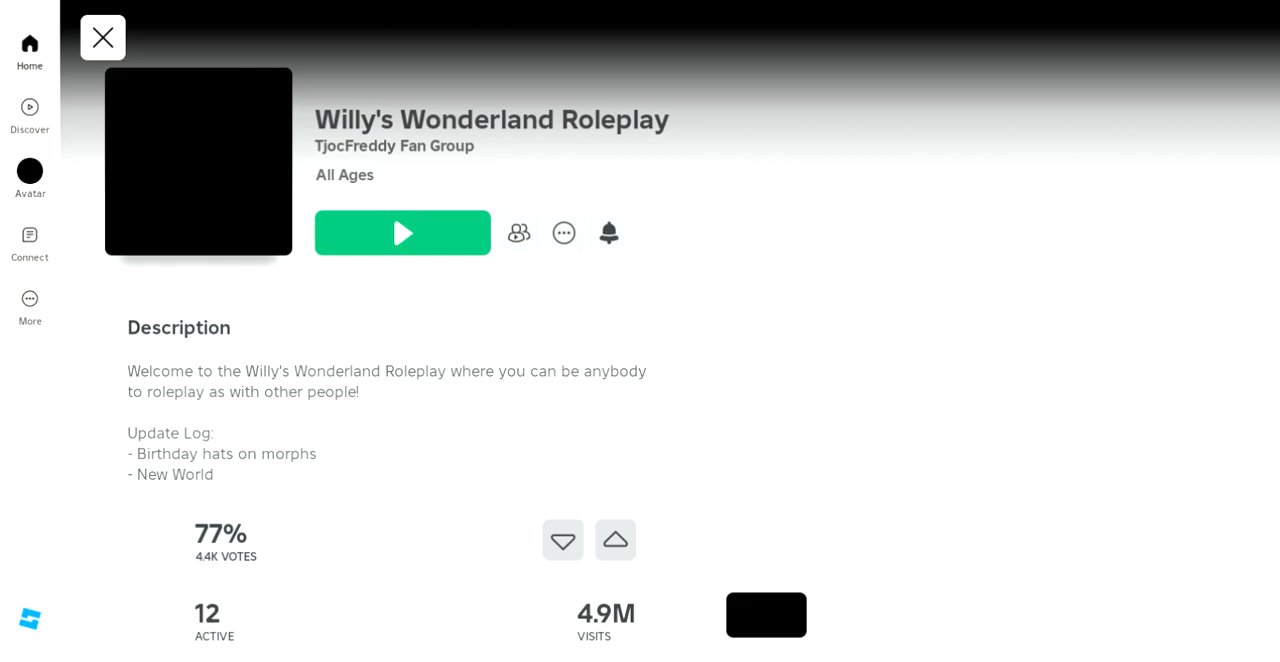 Home
Discover
Avatar
Connect
More
Willy's Wonderland Roleplay
TjocFreddy Fan Group
All Ages
Description
Welcome to the Willy's Wonderland Roleplay where you can be anybody
to roleplay as with other people!
Update Log:
- Birthday hats on morphs
- New World
77%
4.4K VOTES
12
ACTIVE
4.9M
VISITS